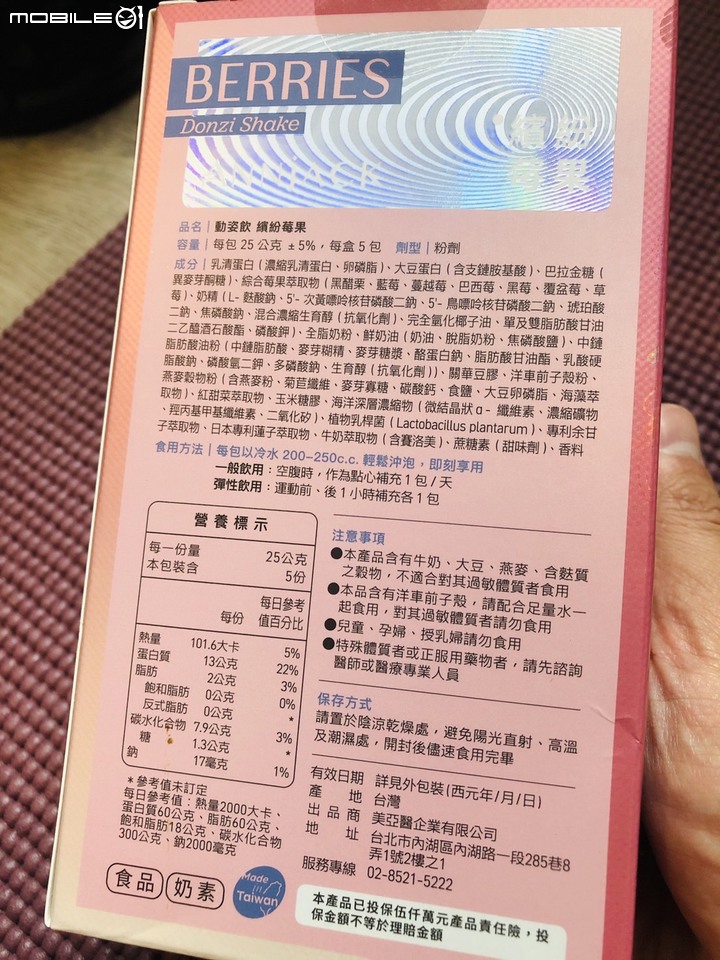 MOBILE01
BERRIES
Donzi Shake
繽紛
莓果
品名｜動姿飲 繽紛莓果
容量｜每包 25 公克 ±5%，每盒 5 包　劑型｜粉劑
成分｜乳清蛋白（濃縮乳清蛋白、卵磷脂）、大豆蛋白（含支鏈胺基酸）、巴拉金糖（
異麥芽酮糖）、綜合莓果萃取物（黑醋栗、藍莓、蔓越莓、巴西莓、黑莓、覆盆莓、草
莓）、奶精（L- 麩酸鈉、5'- 次黃嘌呤核苷磷酸二鈉、5'- 鳥嘌呤核苷磷酸二鈉、琥珀酸
二鈉、焦磷酸鈉、混合濃縮生育醇（抗氧化劑）、完全氫化椰子油、單及雙脂肪酸甘油
二乙醯酒石酸酯、磷酸鉀）、全脂奶粉、鮮奶油（奶油、脫脂奶粉、焦磷酸鹽）、中鏈
脂肪酸油粉（中鏈脂肪酸、麥芽糊精、麥芽糖漿、酪蛋白鈉、脂肪酸甘油酯、乳酸硬
脂酸鈉、磷酸氫二鉀、多磷酸鈉、生育醇（抗氧化劑））、關華豆膠、洋車前子殼粉、
燕麥穀物粉（含燕麥粉、菊苣纖維、麥芽寡糖、碳酸鈣、食鹽、大豆卵磷脂、海藻萃
取物）、紅甜菜萃取物、玉米糖膠、海洋深層濃縮物（微結晶狀 α - 纖維素、濃縮礦物
、羥丙基甲基纖維素、二氧化矽）、植物乳桿菌（Lactobacillus plantarum）、專利余甘
子萃取物、日本專利蓮子萃取物、牛奶萃取物（含賽洛美）、蔗糖素（甜味劑）、香料
食用方法｜每包以冷水 200-250c.c. 輕鬆沖泡，即刻享用
一般飲用：空腹時，作為點心補充 1 包 / 天
彈性飲用：運動前、後 1 小時補充各 1 包
營養標示
每一份量 25公克
本包裝含 5份
每份 每日參考值百分比
熱量 101.6大卡 5%
蛋白質 13公克 22%
脂肪 2公克 3%
飽和脂肪 0公克 0%
反式脂肪 0公克 *
碳水化合物 7.9公克 3%
糖 1.3公克 *
鈉 17毫克 1%
＊參考值未訂定
每日參考值：熱量2000大卡、
蛋白質60公克、脂肪60公克、
飽和脂肪18公克、碳水化合物
300公克、鈉2000毫克
食品 奶素
Made in Taiwan
注意事項
●本產品含有牛奶、大豆、燕麥、含麩質
之穀物，不適合對其過敏體質者食用
●本品含有洋車前子殼，請配合足量水一
起食用，對其過敏體質者請勿食用
●兒童、孕婦、授乳婦請勿食用
●特殊體質者或正服用藥物者，請先諮詢
醫師或醫療專業人員
保存方式
請置於陰涼乾燥處，避免陽光直射、高溫
及潮濕處，開封後儘速食用完畢
有效日期 詳見外包裝(西元年/月/日)
產地 台灣
出品商 美亞醫企業有限公司
地址 台北市內湖區內湖路一段285巷8
弄1號2樓之1
服務專線 02-8521-5222
本產品已投保伍仟萬元產品責任險，投
保金額不等於理賠金額